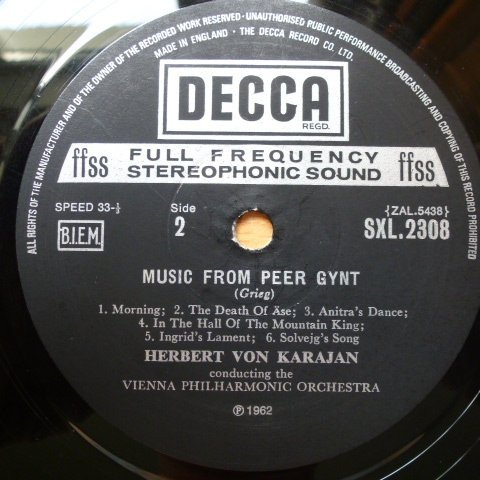 ALL RIGHTS OF THE MANUFACTURER AND OF THE OWNER OF THE RECORDED WORK RESERVED · UNAUTHORISED PUBLIC PERFORMANCE BROADCASTING AND COPYING OF THIS RECORD PROHIBITED
MADE IN ENGLAND · THE DECCA RECORD CO. LTD.
DECCA
REGD.
ffss FULL FREQUENCY STEREOPHONIC SOUND ffss
SPEED 33-⅓
B.I.E.M.
Side
2
{ZAL.5438}
SXL.2308
MUSIC FROM PEER GYNT
(Grieg)
1. Morning; 2. The Death Of Äse; 3. Anitra's Dance;
4. In The Hall Of The Mountain King;
5. Ingrid's Lament; 6. Solvejg's Song
HERBERT VON KARAJAN
conducting the
VIENNA PHILHARMONIC ORCHESTRA
℗ 1962